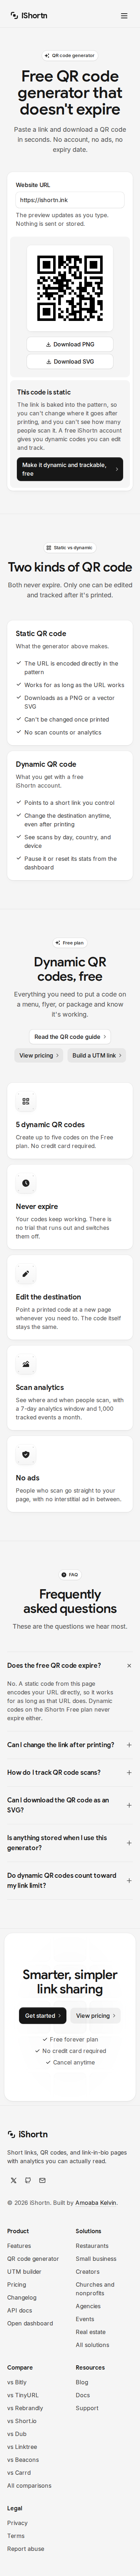 iShortn
QR code generator
Free QR code
generator that
doesn't expire
Paste a link and download a QR code
in seconds. No account, no ads, no
expiry date.
Website URL
https://ishortn.ink
The preview updates as you type.
Nothing is sent or stored.
Download PNG
Download SVG
This code is static
The link is baked into the pattern, so
you can't change where it goes after
printing, and you can't see how many
people scan it. A free iShortn account
gives you dynamic codes you can edit
and track.
Make it dynamic and trackable,
free
Static vs dynamic
Two kinds of QR code
Both never expire. Only one can be edited
and tracked after it's printed.
Static QR code
What the generator above makes.
The URL is encoded directly in the
pattern
Works for as long as the URL works
Downloads as a PNG or a vector
SVG
Can't be changed once printed
No scan counts or analytics
Dynamic QR code
What you get with a free
iShortn account.
Points to a short link you control
Change the destination anytime,
even after printing
See scans by day, country, and
device
Pause it or reset its stats from the
dashboard
Free plan
Dynamic QR
codes, free
Everything you need to put a code on
a menu, flyer, or package and know
it's working.
Read the QR code guide
View pricing
Build a UTM link
5 dynamic QR codes
Create up to five codes on the Free
plan. No credit card required.
Never expire
Your codes keep working. There is
no trial that runs out and switches
them off.
Edit the destination
Point a printed code at a new page
whenever you need to. The code itself
stays the same.
Scan analytics
See where and when people scan, with
a 7-day analytics window and 1,000
tracked events a month.
No ads
People who scan go straight to your
page, with no interstitial ad in between.
FAQ
Frequently
asked questions
These are the questions we hear most.
Does the free QR code expire?
No. A static code from this page
encodes your URL directly, so it works
for as long as that URL does. Dynamic
codes on the iShortn Free plan never
expire either.
Can I change the link after printing?
How do I track QR code scans?
Can I download the QR code as an
SVG?
Is anything stored when I use this
generator?
Do dynamic QR codes count toward
my link limit?
Smarter, simpler
link sharing
Get started
View pricing
Free forever plan
No credit card required
Cancel anytime
iShortn
Short links, QR codes, and link-in-bio pages
with analytics you can actually read.
© 2026 iShortn. Built by Amoaba Kelvin.
Product
Features
QR code generator
UTM builder
Pricing
Changelog
API docs
Open dashboard
Solutions
Restaurants
Small business
Creators
Churches and
nonprofits
Agencies
Events
Real estate
All solutions
Compare
vs Bitly
vs TinyURL
vs Rebrandly
vs Short.io
vs Dub
vs Linktree
vs Beacons
vs Carrd
All comparisons
Resources
Blog
Docs
Support
Legal
Privacy
Terms
Report abuse